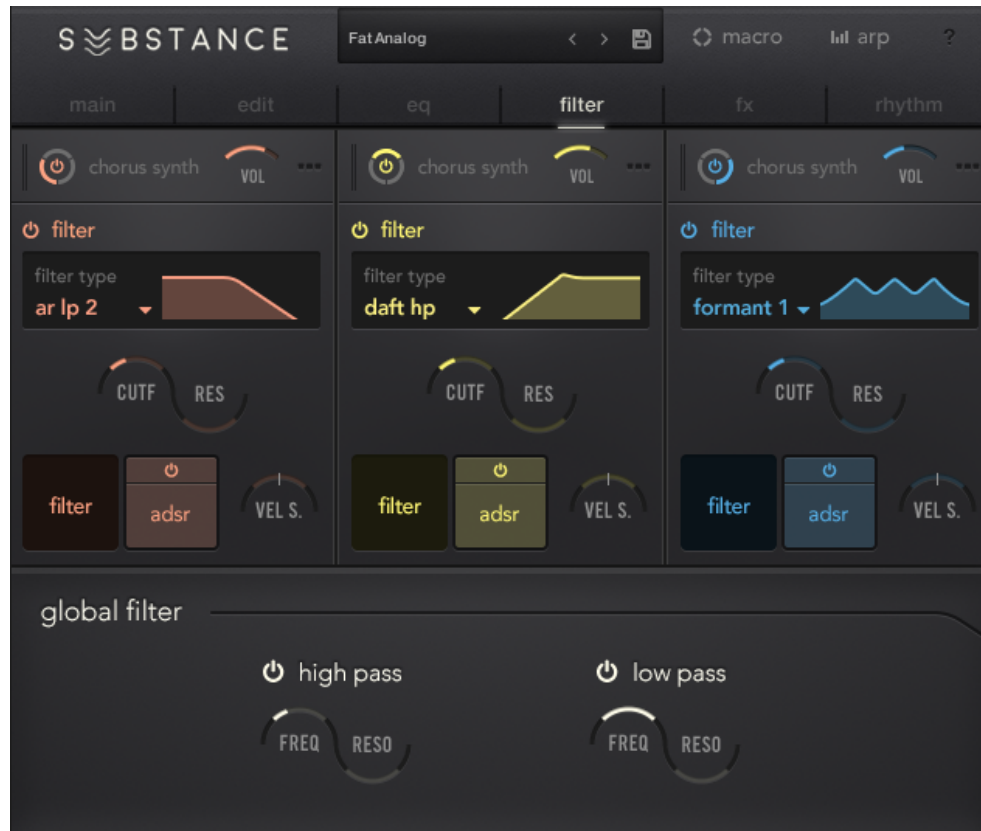 SUBSTANCE
FatAnalog < > macro arp ?
main edit eq filter fx rhythm
chorus synth VOL chorus synth VOL chorus synth VOL
filter filter filter
filter type filter type filter type
ar lp 2 daft hp formant 1
CUTF RES CUTF RES CUTF RES
filter adsr VEL S. filter adsr VEL S. filter adsr VEL S.
global filter
high pass low pass
FREQ RESO FREQ RESO